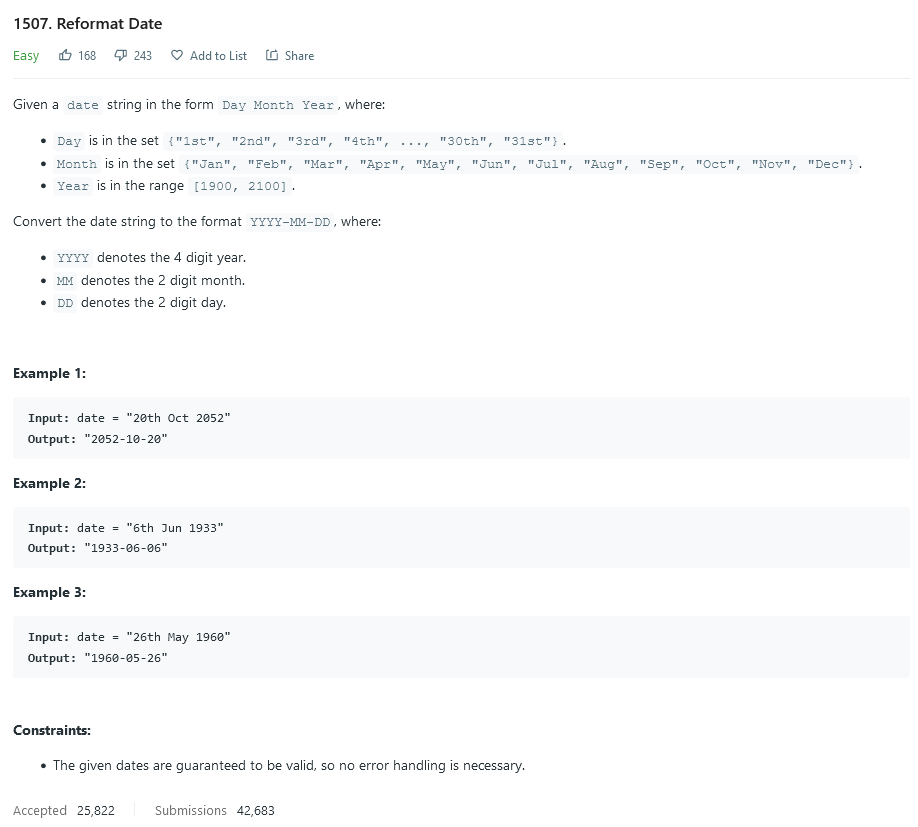 1507. Reformat Date
Easy 168 243 Add to List Share
Given a date string in the form Day Month Year, where:
• Day is in the set {"1st", "2nd", "3rd", "4th", ..., "30th", "31st"}.
• Month is in the set {"Jan", "Feb", "Mar", "Apr", "May", "Jun", "Jul", "Aug", "Sep", "Oct", "Nov", "Dec"}.
• Year is in the range [1900, 2100].
Convert the date string to the format YYYY-MM-DD, where:
• YYYY denotes the 4 digit year.
• MM denotes the 2 digit month.
• DD denotes the 2 digit day.
Example 1:
Input: date = "20th Oct 2052"
Output: "2052-10-20"
Example 2:
Input: date = "6th Jun 1933"
Output: "1933-06-06"
Example 3:
Input: date = "26th May 1960"
Output: "1960-05-26"
Constraints:
• The given dates are guaranteed to be valid, so no error handling is necessary.
Accepted 25,822 Submissions 42,683